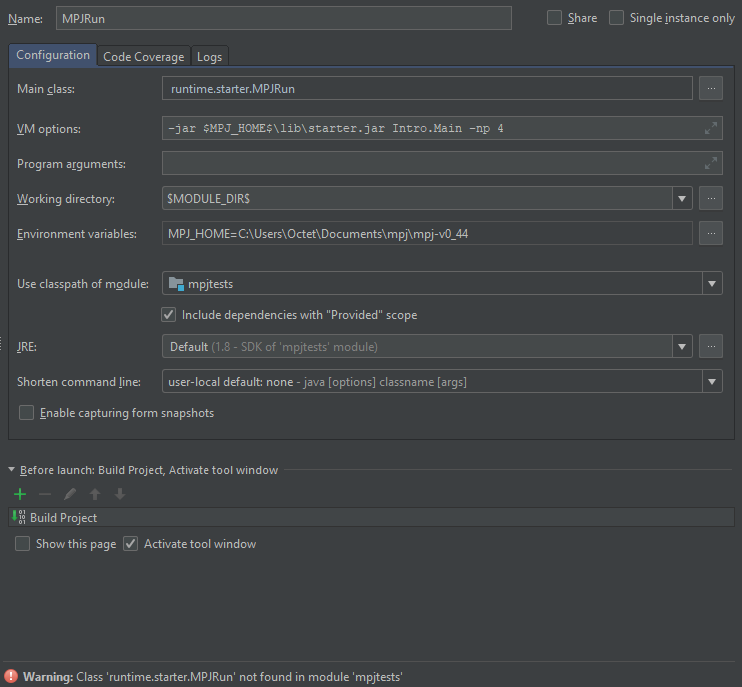 Name: MPJRun Share Single instance only
Configuration Code Coverage Logs
Main class: runtime.starter.MPJRun ...
VM options: -jar $MPJ_HOME$\lib\starter.jar Intro.Main -np 4
Program arguments:
Working directory: $MODULE_DIR$ ...
Environment variables: MPJ_HOME=C:\Users\Octet\Documents\mpj\mpj-v0_44 ...
Use classpath of module: mpjtests
Include dependencies with "Provided" scope
JRE: Default (1.8 - SDK of 'mpjtests' module) ...
Shorten command line: user-local default: none - java [options] classname [args]
Enable capturing form snapshots
Before launch: Build Project, Activate tool window
Build Project
Show this page Activate tool window
Warning: Class 'runtime.starter.MPJRun' not found in module 'mpjtests'